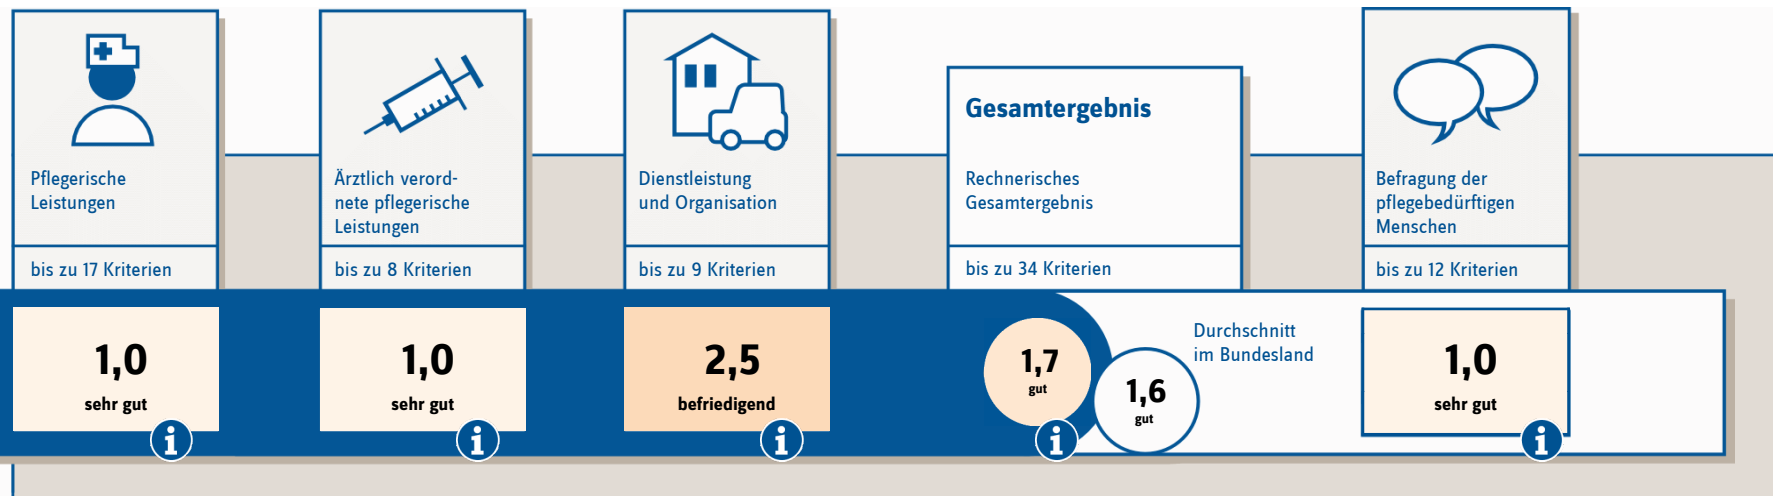 Pflegerische
Leistungen
bis zu 17 Kriterien
1,0
sehr gut
i
Ärztlich verord-
nete pflegerische
Leistungen
bis zu 8 Kriterien
1,0
sehr gut
i
Dienstleistung
und Organisation
bis zu 9 Kriterien
2,5
befriedigend
i
Gesamtergebnis
Rechnerisches
Gesamtergebnis
bis zu 34 Kriterien
1,7
gut
i
Durchschnitt
im Bundesland
1,6
gut
Befragung der
pflegebedürftigen
Menschen
bis zu 12 Kriterien
1,0
sehr gut
i